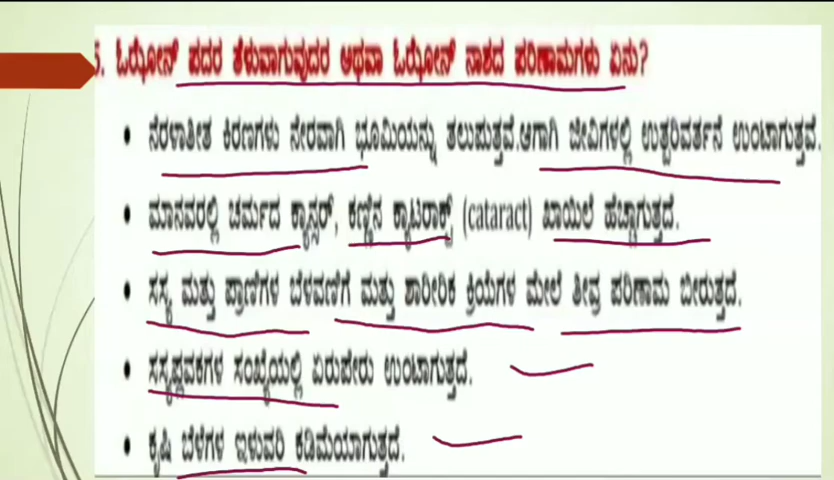 5. ಓಝೋನ್ ಪದರ ತೆಳುವಾಗುವುದರ ಅಥವಾ ಓಝೋನ್ ನಾಶದ ಪರಿಣಾಮಗಳು ಏನು?
• ನೆರಳಾತೀತ ಕಿರಣಗಳು ನೇರವಾಗಿ ಭೂಮಿಯನ್ನು ತಲುಪುತ್ತವೆ.ಆಗಾಗಿ ಜೀವಿಗಳಲ್ಲಿ ಉತ್ಪರಿವರ್ತನೆ ಉಂಟಾಗುತ್ತವೆ.
• ಮಾನವರಲ್ಲಿ ಚರ್ಮದ ಕ್ಯಾನ್ಸರ್, ಕಣ್ಣಿನ ಕ್ಯಾಟರಾಕ್ಟ್ (cataract) ಖಾಯಿಲೆ ಹೆಚ್ಚಾಗುತ್ತದೆ.
• ಸಸ್ಯ ಮತ್ತು ಪ್ರಾಣಿಗಳ ಬೆಳವಣಿಗೆ ಮತ್ತು ಶಾರೀರಿಕ ಕ್ರಿಯೆಗಳ ಮೇಲೆ ತೀವ್ರ ಪರಿಣಾಮ ಬೀರುತ್ತದೆ.
• ಸಸ್ಯಪ್ಲವಕಗಳ ಸಂಖ್ಯೆಯಲ್ಲಿ ಏರುಪೇರು ಉಂಟಾಗುತ್ತದೆ.
• ಕೃಷಿ ಬೆಳೆಗಳ ಇಳುವರಿ ಕಡಿಮೆಯಾಗುತ್ತದೆ.